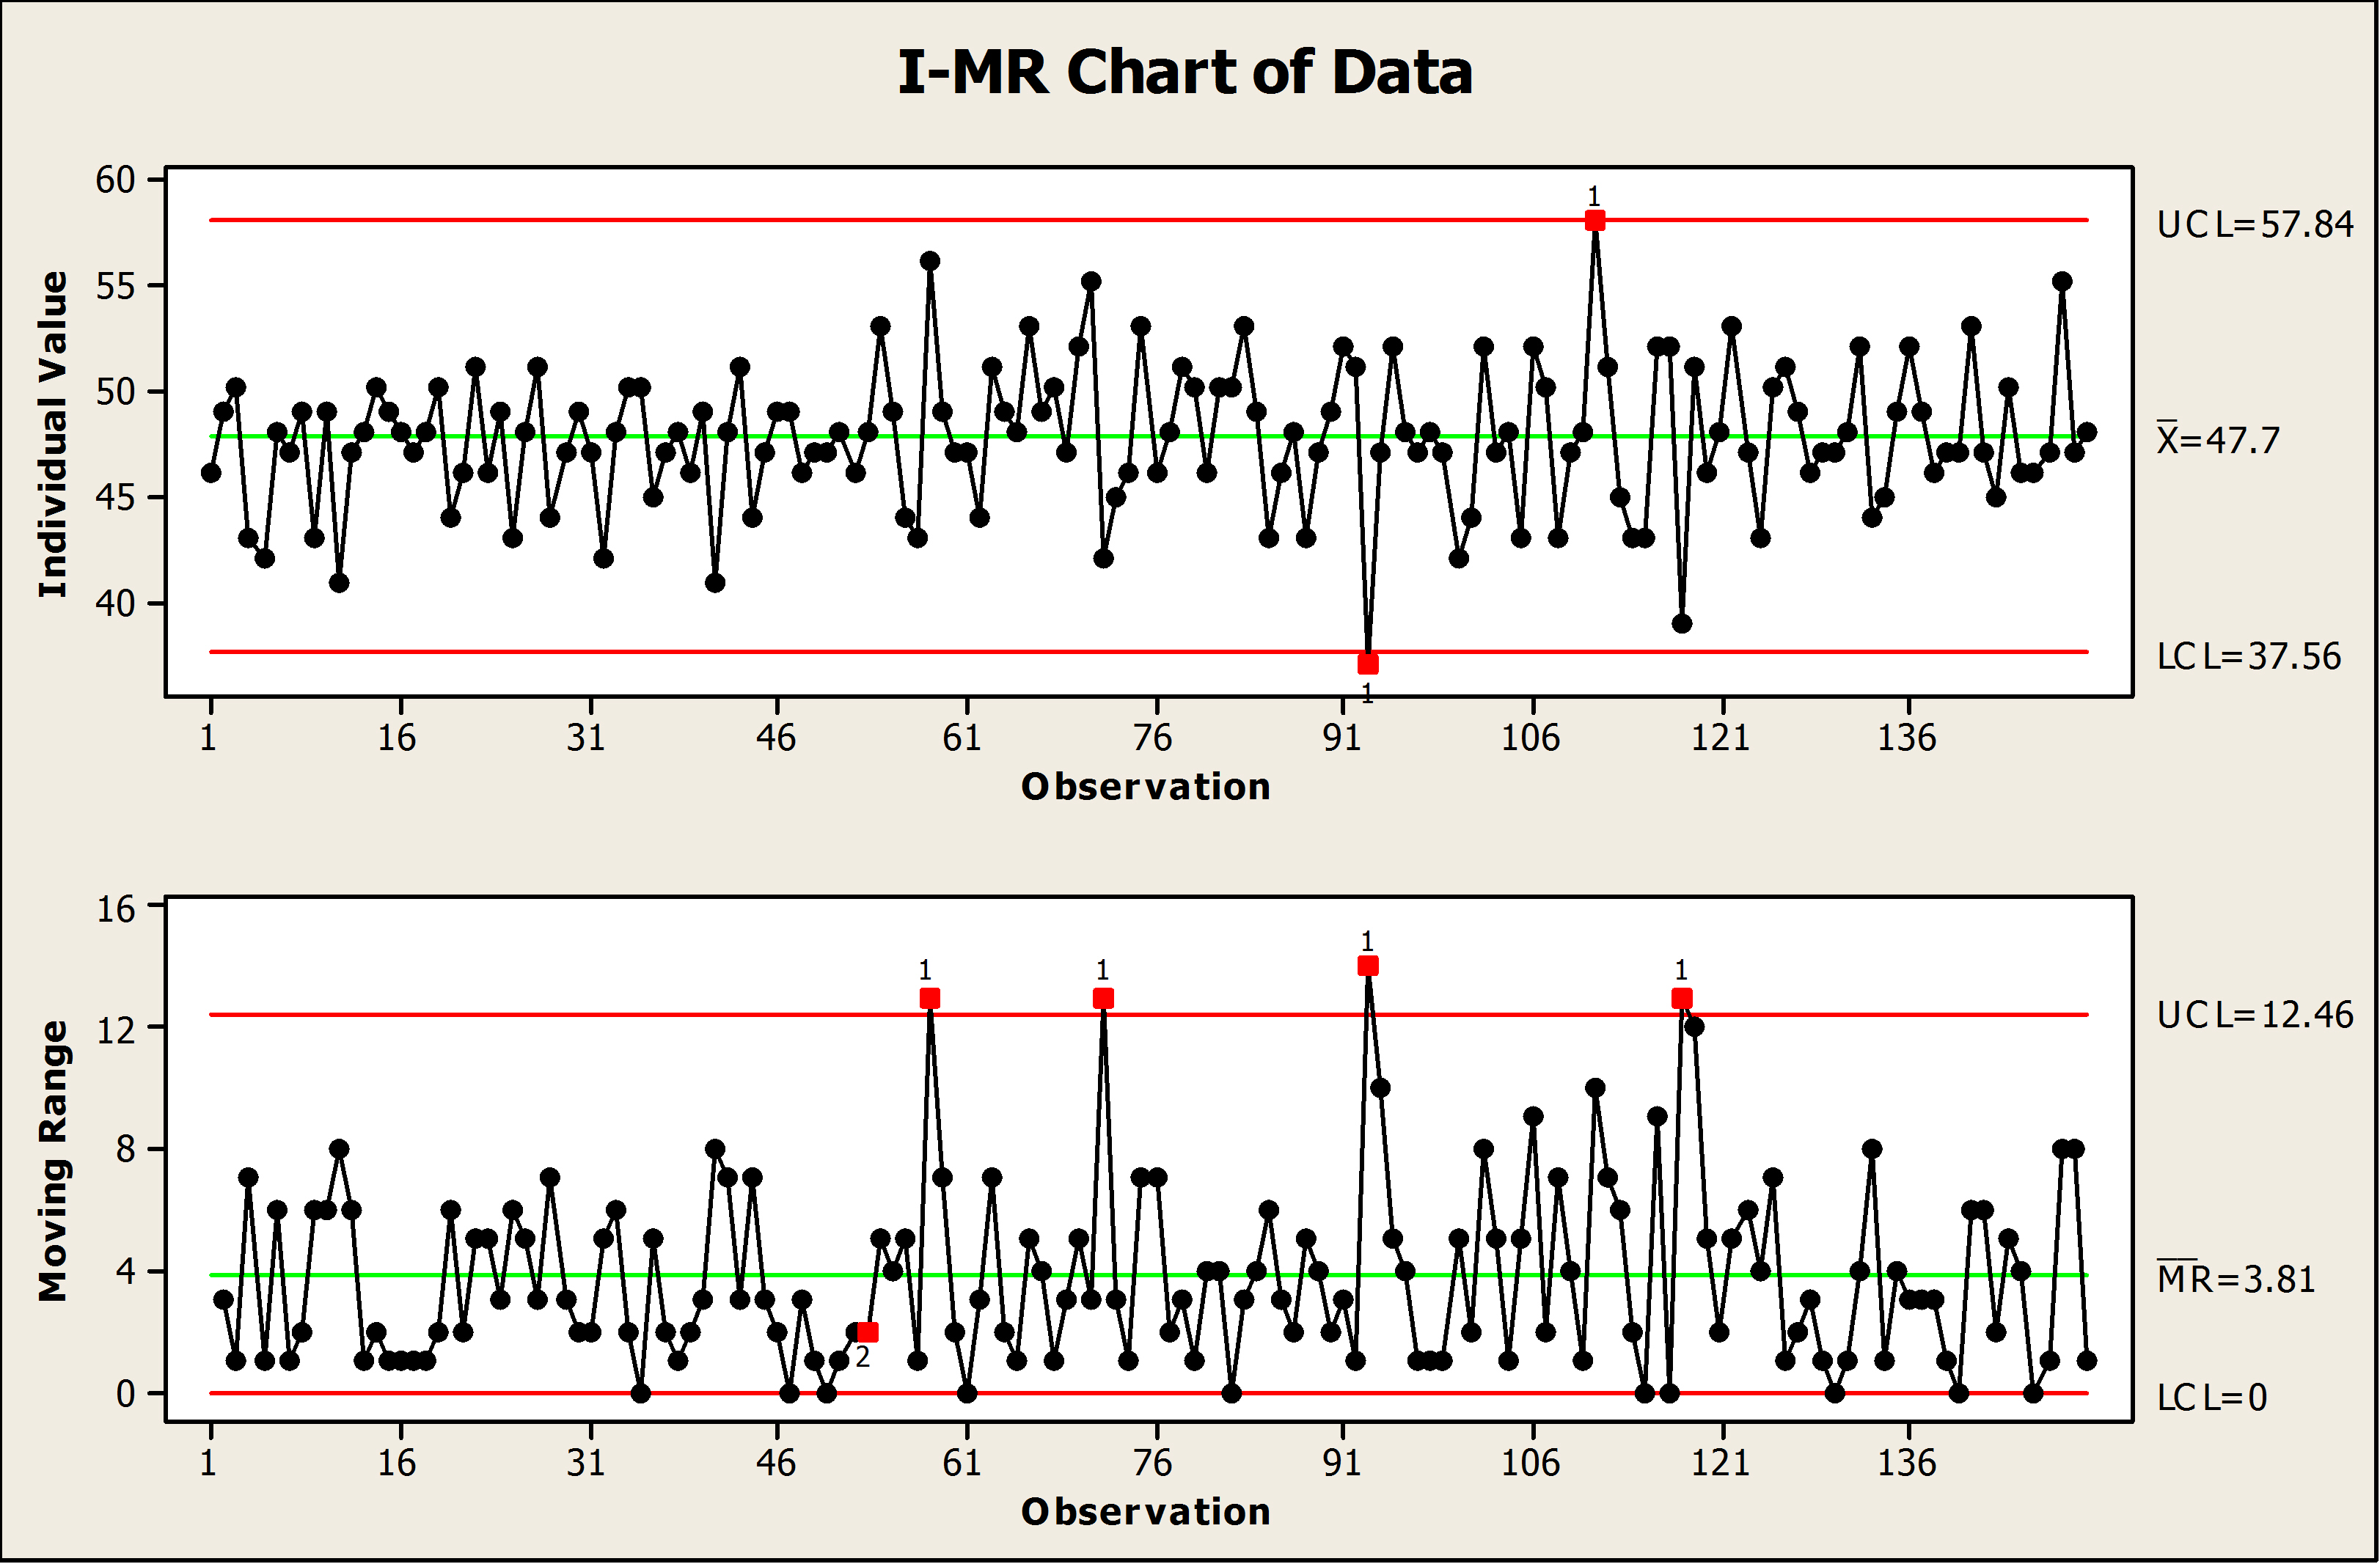 I-MR Chart of Data
60
55
50
45
40
Individual Value
1
1
UCL=57.84
X̅=47.7
LCL=37.56
1 16 31 46 61 76 91 106 121 136
Observation
16
12
8
4
0
Moving Range
1 1 1 1
2
UCL=12.46
M̅R̅=3.81
LCL=0
1 16 31 46 61 76 91 106 121 136
Observation